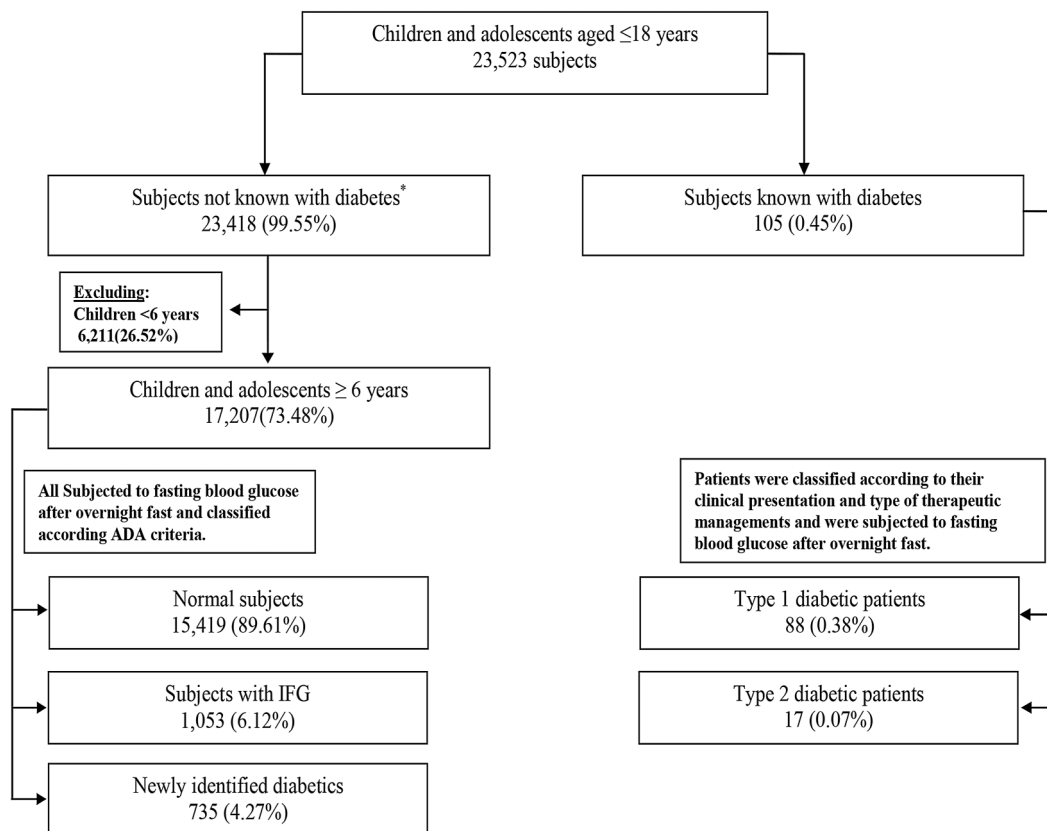 Children and adolescents aged ≤18 years
23,523 subjects
Subjects not known with diabetes*
23,418 (99.55%)
Subjects known with diabetes
105 (0.45%)
Excluding:
Children <6 years
6,211(26.52%)
Children and adolescents ≥ 6 years
17,207(73.48%)
All Subjected to fasting blood glucose
after overnight fast and classified
according ADA criteria.
Patients were classified according to their
clinical presentation and type of therapeutic
managements and were subjected to fasting
blood glucose after overnight fast.
Normal subjects
15,419 (89.61%)
Type 1 diabetic patients
88 (0.38%)
Subjects with IFG
1,053 (6.12%)
Type 2 diabetic patients
17 (0.07%)
Newly identified diabetics
735 (4.27%)